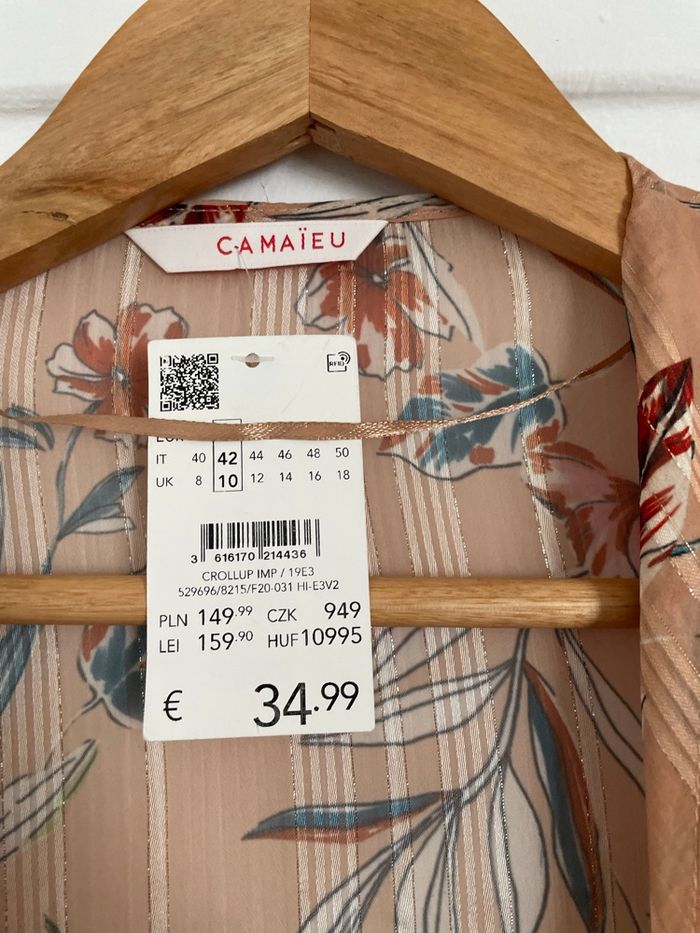 CAMAÏEU
RFID
EUR
IT 40 42 44 46 48 50
UK 8 10 12 14 16 18
3 616170 214436
CROLLUP IMP / 19E3
529696/8215/F20-031 HI-E3V2
PLN 149.99 CZK 949
LEI 159.90 HUF 10995
€ 34.99